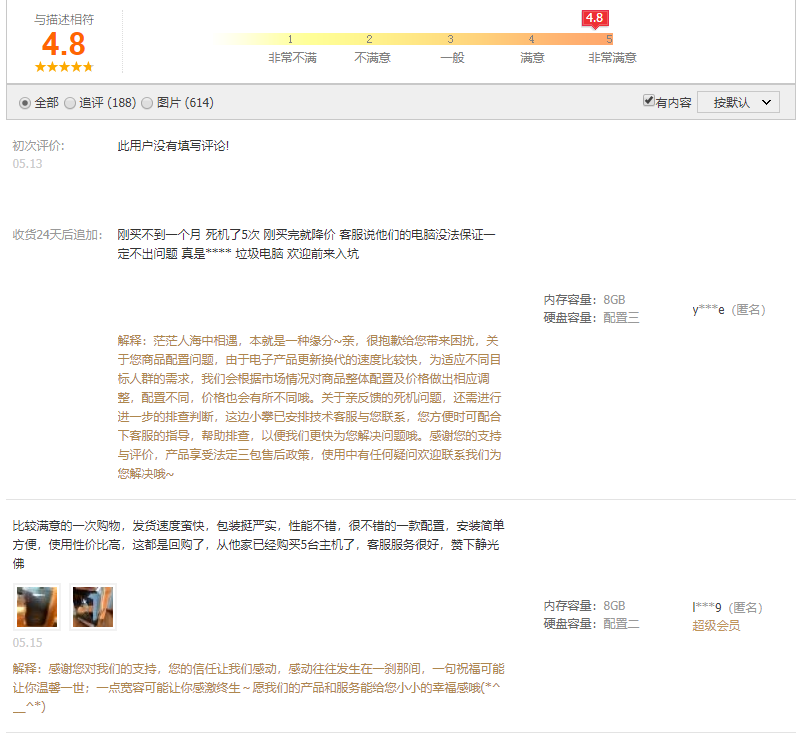 与描述相符
4.8
4.8
1 2 3 4 5
非常不满 不满意 一般 满意 非常满意
全部 追评 (188) 图片 (614) 有内容 按默认
初次评价: 此用户没有填写评论!
05.13
收货24天后追加: 刚买不到一个月 死机了5次 刚买完就降价 客服说他们的电脑没法保证一
定不出问题 真是**** 垃圾电脑 欢迎前来入坑
内存容量：8GB
硬盘容量：配置三
y***e（匿名）
解释：茫茫人海中相遇，本就是一种缘分~亲，很抱歉给您带来困扰，关
于您商品配置问题，由于电子产品更新换代的速度比较快，为适应不同目
标人群的需求，我们会根据市场情况对商品整体配置及价格做出相应调
整，配置不同，价格也会有所不同哦。关于亲反馈的死机问题，还需进行
进一步的排查判断，这边小攀已安排技术客服与您联系，您方便时可配合
下客服的指导，帮助排查，以便我们更快为您解决问题哦。感谢您的支持
与评价，产品享受法定三包售后政策，使用中有任何疑问欢迎联系我们为
您解决哦~
比较满意的一次购物，发货速度蛮快，包装挺严实，性能不错，很不错的一款配置，安装简单
方便，使用性价比高，这都是回购了，从他家已经购买5台主机了，客服服务很好，赞下静光
佛
内存容量：8GB
硬盘容量：配置二
l***9（匿名）
超级会员
05.15
解释：感谢您对我们的支持，您的信任让我们感动，感动往往发生在一刹那间，一句祝福可能
让你温馨一世；一点宽容可能让你感激终生～愿我们的产品和服务能给您小小的幸福感哦(*^
__^*)